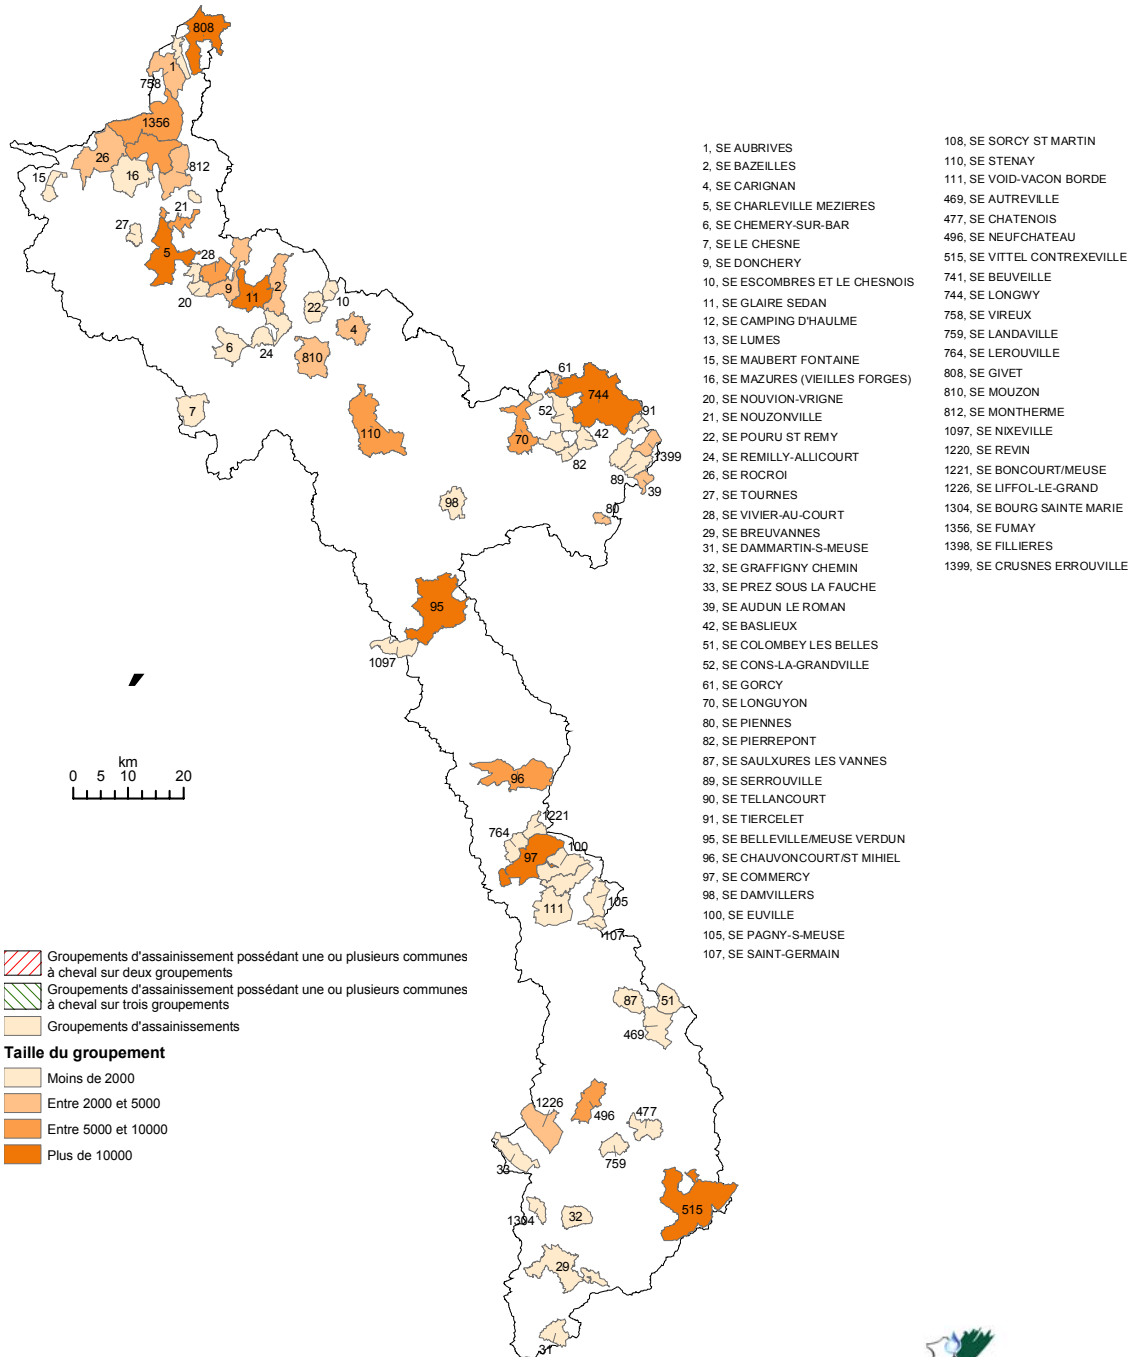 808
1
758
1356
26
812
15
16
21
27
5
28
20
9
11
2
22
10
4
6
24
810
7
110
61
744
52
91
70
42
82
1399
89
39
98
80
95
1097
km
0 5 10 20
96
1221
764
97
100
111
105
107
87
51
469
1226
496
477
759
33
1304
32
515
29
31
1, SE AUBRIVES
2, SE BAZEILLES
4, SE CARIGNAN
5, SE CHARLEVILLE MEZIERES
6, SE CHEMERY-SUR-BAR
7, SE LE CHESNE
9, SE DONCHERY
10, SE ESCOMBRES ET LE CHESNOIS
11, SE GLAIRE SEDAN
12, SE CAMPING D'HAULME
13, SE LUMES
15, SE MAUBERT FONTAINE
16, SE MAZURES (VIEILLES FORGES)
20, SE NOUVION-VRIGNE
21, SE NOUZONVILLE
22, SE POURU ST REMY
24, SE REMILLY-ALLICOURT
26, SE ROCROI
27, SE TOURNES
28, SE VIVIER-AU-COURT
29, SE BREUVANNES
31, SE DAMMARTIN-S-MEUSE
32, SE GRAFFIGNY CHEMIN
33, SE PREZ SOUS LA FAUCHE
39, SE AUDUN LE ROMAN
42, SE BASLIEUX
51, SE COLOMBEY LES BELLES
52, SE CONS-LA-GRANDVILLE
61, SE GORCY
70, SE LONGUYON
80, SE PIENNES
82, SE PIERREPONT
87, SE SAULXURES LES VANNES
89, SE SERROUVILLE
90, SE TELLANCOURT
91, SE TIERCELET
95, SE BELLEVILLE/MEUSE VERDUN
96, SE CHAUVONCOURT/ST MIHIEL
97, SE COMMERCY
98, SE DAMVILLERS
100, SE EUVILLE
105, SE PAGNY-S-MEUSE
107, SE SAINT-GERMAIN
108, SE SORCY ST MARTIN
110, SE STENAY
111, SE VOID-VACON BORDE
469, SE AUTREVILLE
477, SE CHATENOIS
496, SE NEUFCHATEAU
515, SE VITTEL CONTREXEVILLE
741, SE BEUVEILLE
744, SE LONGWY
758, SE VIREUX
759, SE LANDAVILLE
764, SE LEROUVILLE
808, SE GIVET
810, SE MOUZON
812, SE MONTHERME
1097, SE NIXEVILLE
1220, SE REVIN
1221, SE BONCOURT/MEUSE
1226, SE LIFFOL-LE-GRAND
1304, SE BOURG SAINTE MARIE
1356, SE FUMAY
1398, SE FILLIERES
1399, SE CRUSNES ERROUVILLE
Groupements d'assainissement possédant une ou plusieurs communes
à cheval sur deux groupements
Groupements d'assainissement possédant une ou plusieurs communes
à cheval sur trois groupements
Groupements d'assainissements
Taille du groupement
Moins de 2000
Entre 2000 et 5000
Entre 5000 et 10000
Plus de 10000